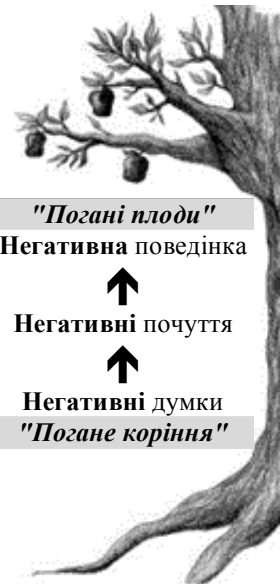 "Погані плоди"
Негативна поведінка
Негативні почуття
Негативні думки
"Погане коріння"